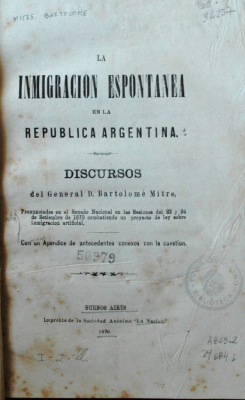 MITRE, BARTOLOME
LA
INMIGRACION ESPONTANEA
EN LA
REPUBLICA ARGENTINA.
DISCURSOS
del General D. Bartolomé Mitre,
Pronunciados en el Senado Nacional en las Sesiones del 23 y 24
de Setiembre de 1870 combatiendo un proyecto de ley sobre
inmigracion artificial.
Con un Apendice de antecedentes conexos con la cuestion.
56979
BUENOS AIRES
Imprenta de la Sociedad Anónima "La Nacion"
1870.